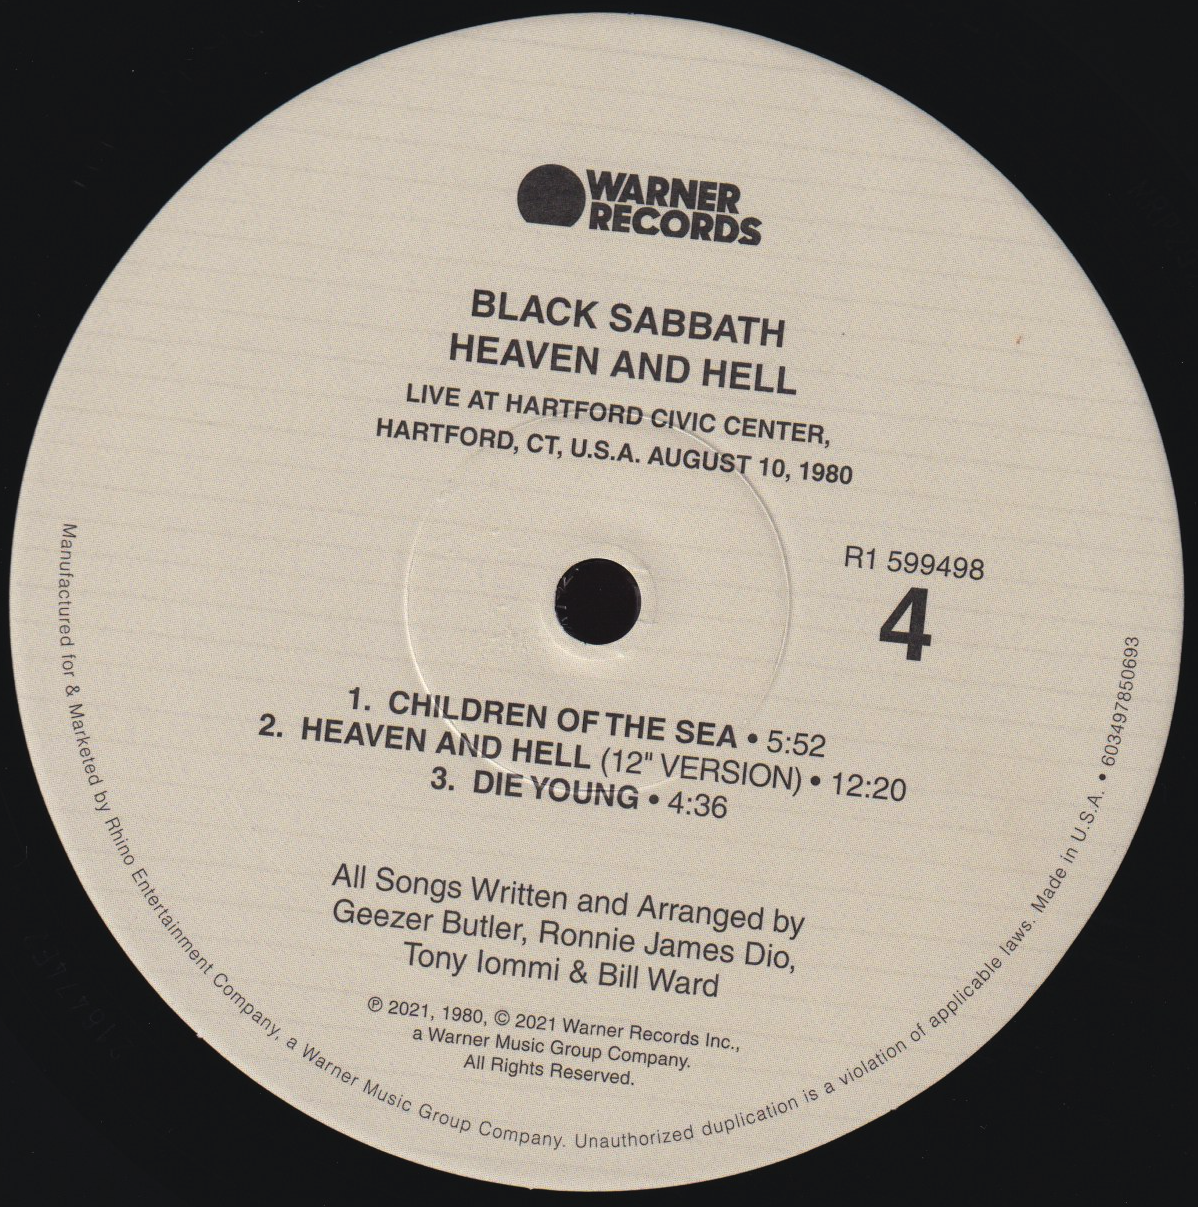 WARNER
RECORDS
BLACK SABBATH
HEAVEN AND HELL
LIVE AT HARTFORD CIVIC CENTER,
HARTFORD, CT, U.S.A. AUGUST 10, 1980
R1 599498
4
1. CHILDREN OF THE SEA • 5:52
2. HEAVEN AND HELL (12" VERSION) • 12:20
3. DIE YOUNG • 4:36
All Songs Written and Arranged by
Geezer Butler, Ronnie James Dio,
Tony Iommi & Bill Ward
℗ 2021, 1980, © 2021 Warner Records Inc.,
a Warner Music Group Company.
All Rights Reserved.
Manufactured for & Marketed by Rhino Entertainment Company, a Warner Music Group Company. Unauthorized duplication is a violation of applicable laws. Made in U.S.A. • 603497850693